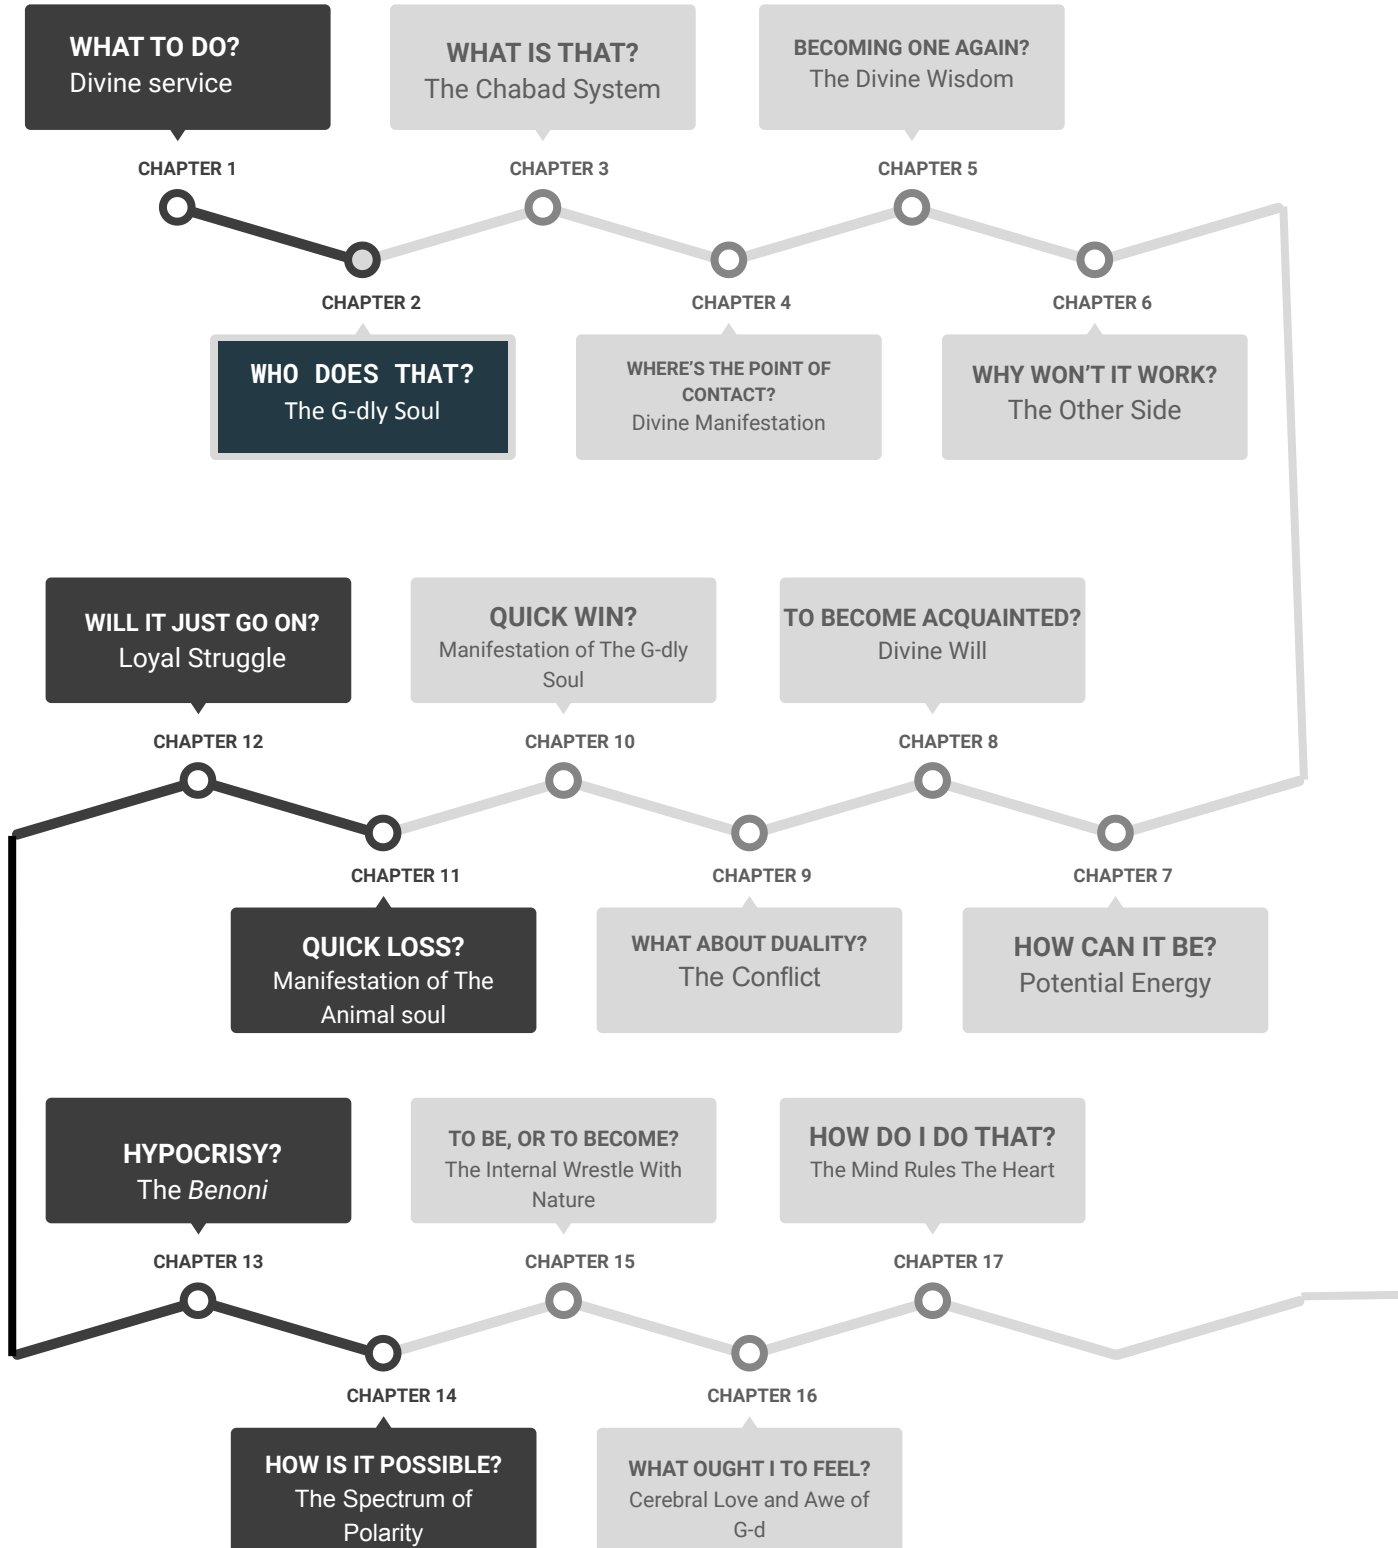 WHAT TO DO?
Divine service
CHAPTER 1
WHO DOES THAT?
The G-dly Soul
CHAPTER 2
WHAT IS THAT?
The Chabad System
CHAPTER 3
WHERE’S THE POINT OF
CONTACT?
Divine Manifestation
CHAPTER 4
BECOMING ONE AGAIN?
The Divine Wisdom
CHAPTER 5
WHY WON’T IT WORK?
The Other Side
CHAPTER 6
HOW CAN IT BE?
Potential Energy
CHAPTER 7
TO BECOME ACQUAINTED?
Divine Will
CHAPTER 8
WHAT ABOUT DUALITY?
The Conflict
CHAPTER 9
QUICK WIN?
Manifestation of The G-dly
Soul
CHAPTER 10
QUICK LOSS?
Manifestation of The
Animal soul
CHAPTER 11
WILL IT JUST GO ON?
Loyal Struggle
CHAPTER 12
HYPOCRISY?
The Benoni
CHAPTER 13
HOW IS IT POSSIBLE?
The Spectrum of
Polarity
CHAPTER 14
TO BE, OR TO BECOME?
The Internal Wrestle With
Nature
CHAPTER 15
WHAT OUGHT I TO FEEL?
Cerebral Love and Awe of
G-d
CHAPTER 16
HOW DO I DO THAT?
The Mind Rules The Heart
CHAPTER 17